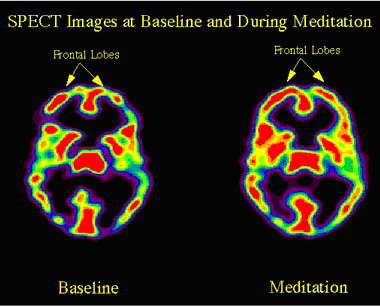 SPECT Images at Baseline and During Meditation
Frontal Lobes
Frontal Lobes
Baseline
Meditation